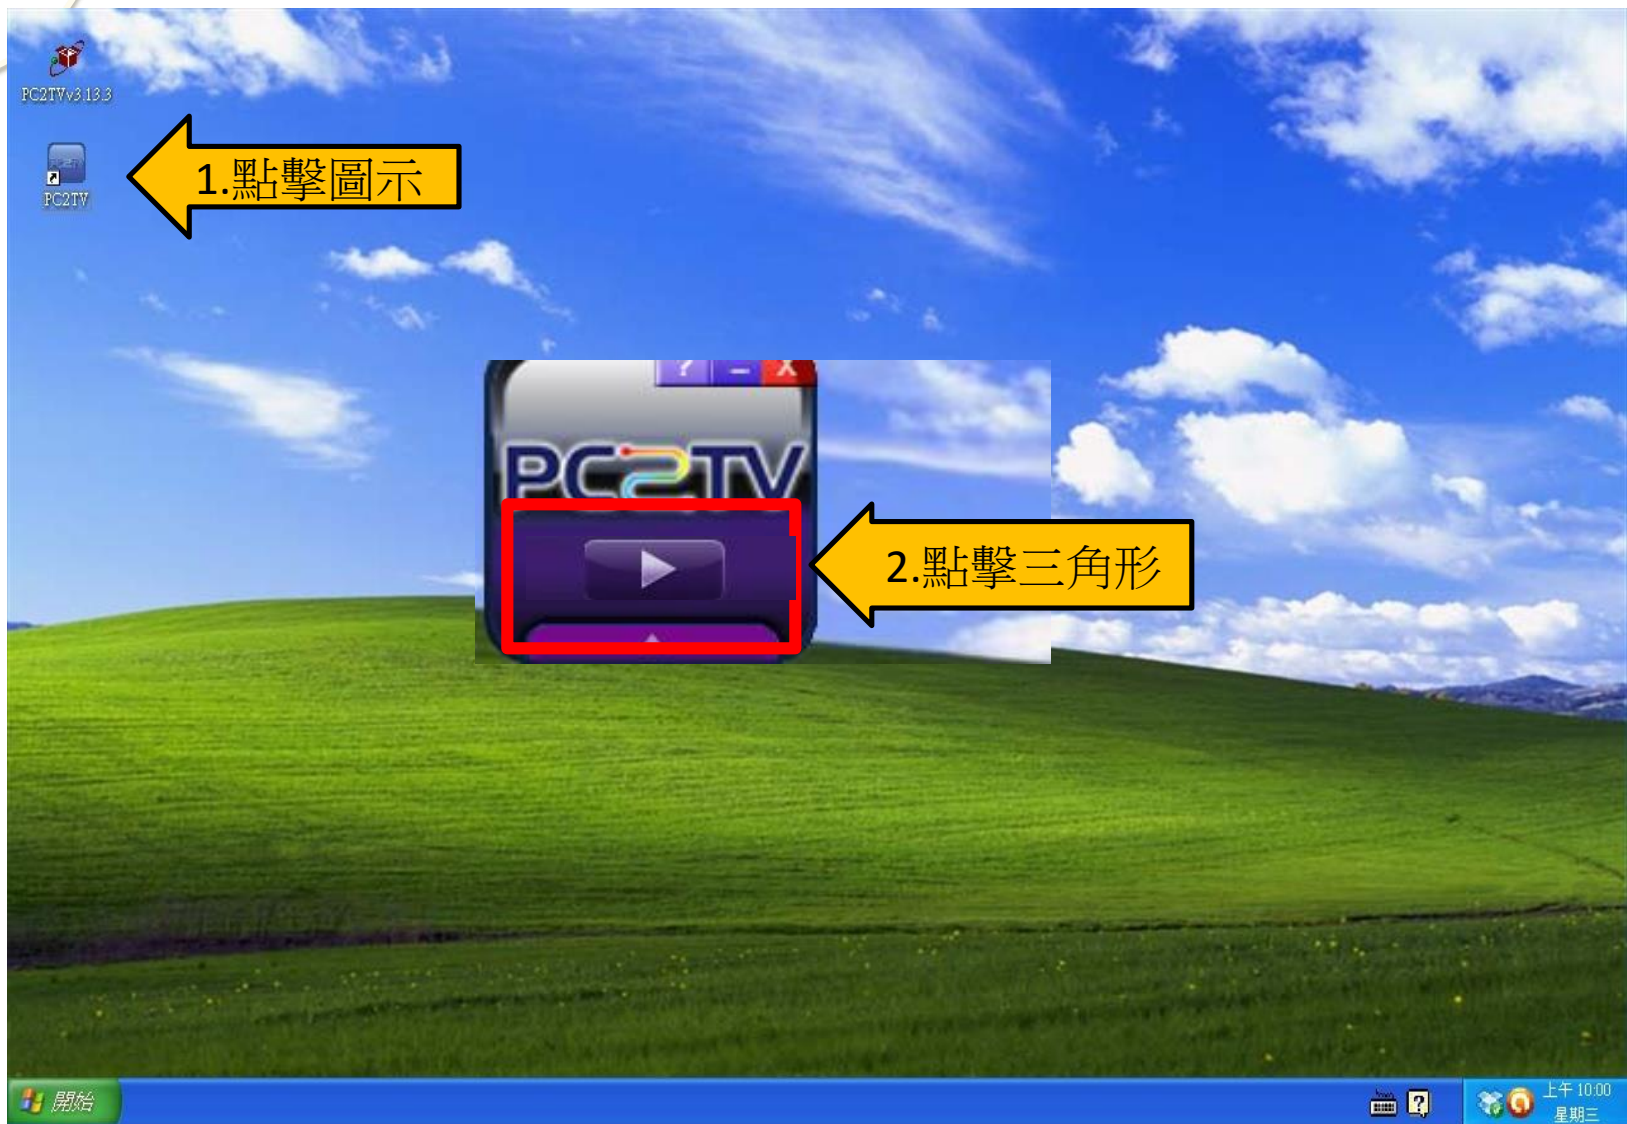 PC2TVv3.13.3
PC2TV
1.點擊圖示
? – X
PC2TV
2.點擊三角形
開始
?
上午 10:00
星期三